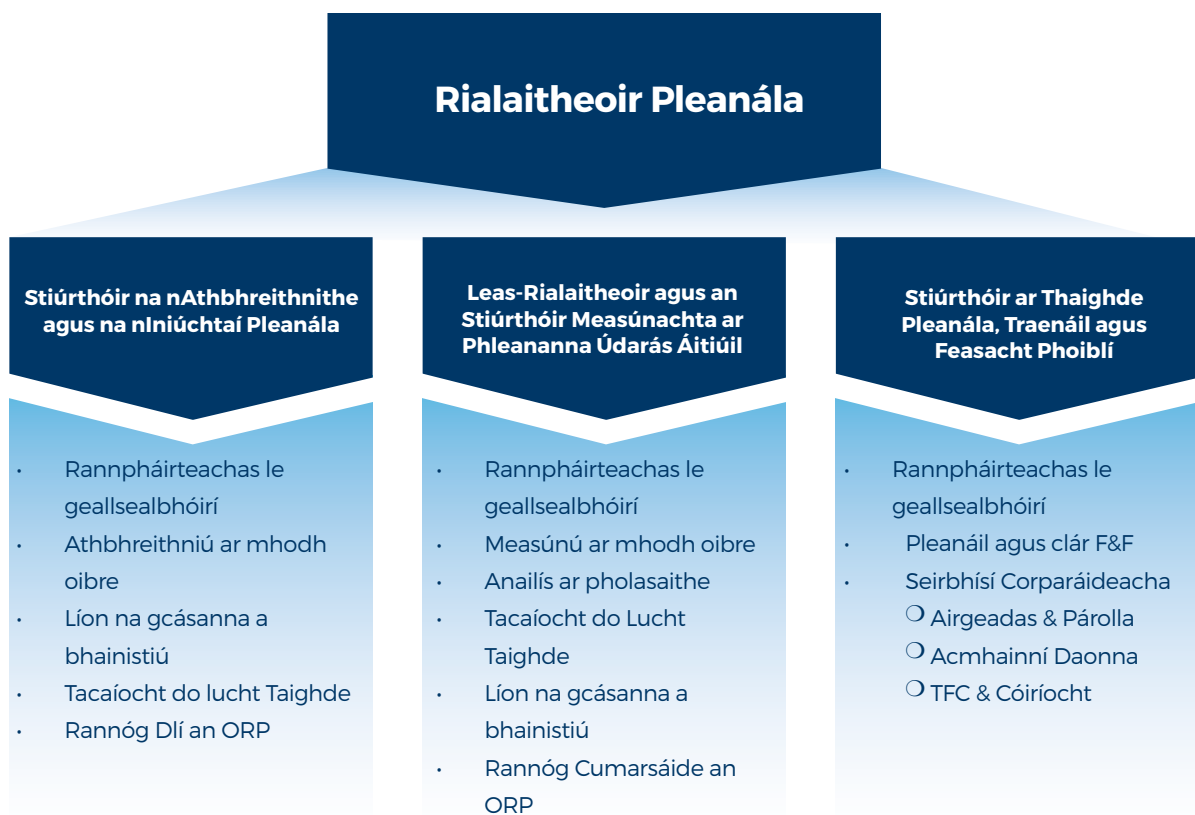 Rialaitheoir Pleanála
Stiúrthóir na nAthbhreithnithe
agus na nIniúchtaí Pleanála
• Rannpháirteachas le
geallsealbhóirí
• Athbhreithniú ar mhodh
oibre
• Líon na gcásanna a
bhainistiú
• Tacaíocht do lucht Taighde
• Rannóg Dlí an ORP
Leas-Rialaitheoir agus an
Stiúrthóir Measúnachta ar
Phleananna Údarás Áitiúil
• Rannpháirteachas le
geallsealbhóirí
• Measúnú ar mhodh oibre
• Anailís ar pholasaithe
• Tacaíocht do Lucht
Taighde
• Líon na gcásanna a
bhainistiú
• Rannóg Cumarsáide an
ORP
Stiúrthóir ar Thaighde
Pleanála, Traenáil agus
Feasacht Phoiblí
• Rannpháirteachas le
geallsealbhóirí
• Pleanáil agus clár F&F
• Seirbhísí Corparáideacha
❍ Airgeadas & Párolla
❍ Acmhainní Daonna
❍ TFC & Cóiríocht